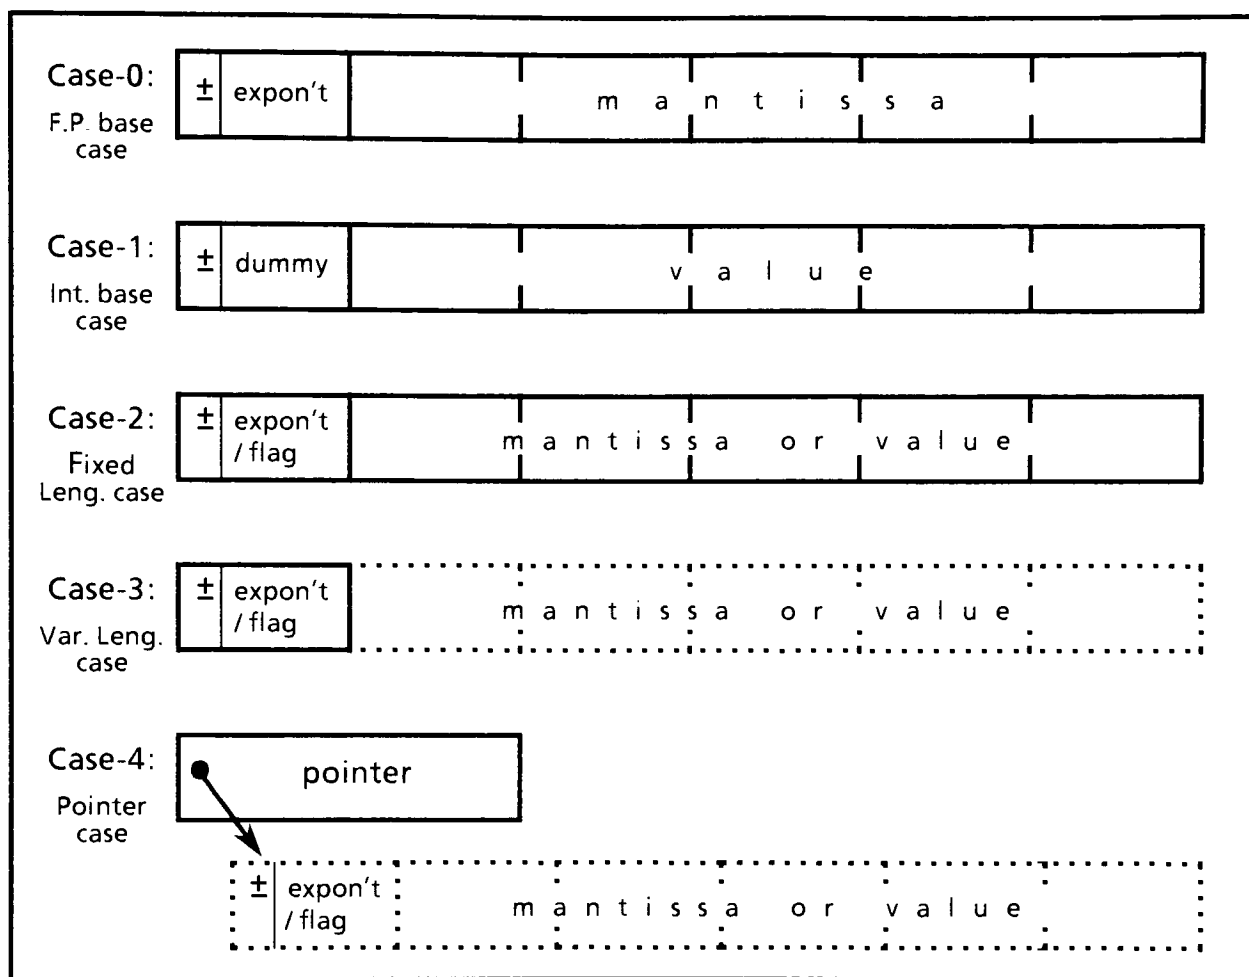 Case-0:
F.P. base
case
± expon't m a n t i s s a
Case-1:
Int. base
case
± dummy v a l u e
Case-2:
Fixed
Leng. case
± expon't
/ flag
m a n t i s s a o r v a l u e
Case-3:
Var. Leng.
case
± expon't
/ flag
m a n t i s s a o r v a l u e
Case-4:
Pointer
case
pointer
± expon't
/ flag
m a n t i s s a o r v a l u e